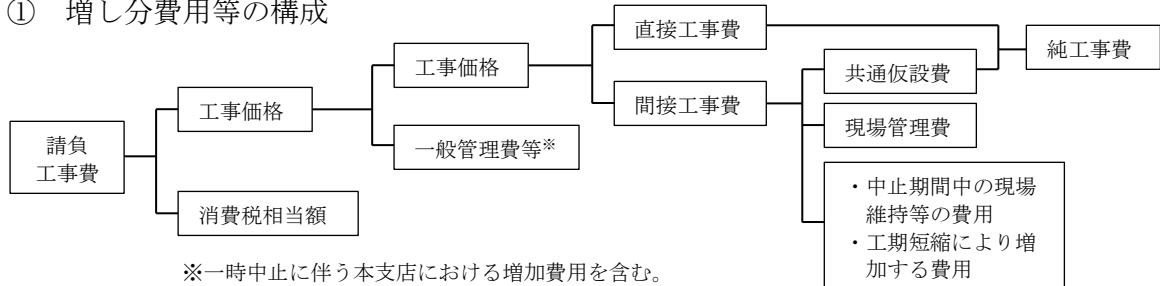 ① 増し分費用等の構成
直接工事費
純工事費
工事価格
共通仮設費
工事価格
間接工事費
現場管理費
請負
工事費
一般管理費等※
・中止期間中の現場
維持等の費用
・工期短縮により増
加する費用
消費税相当額
※一時中止に伴う本支店における増加費用を含む。